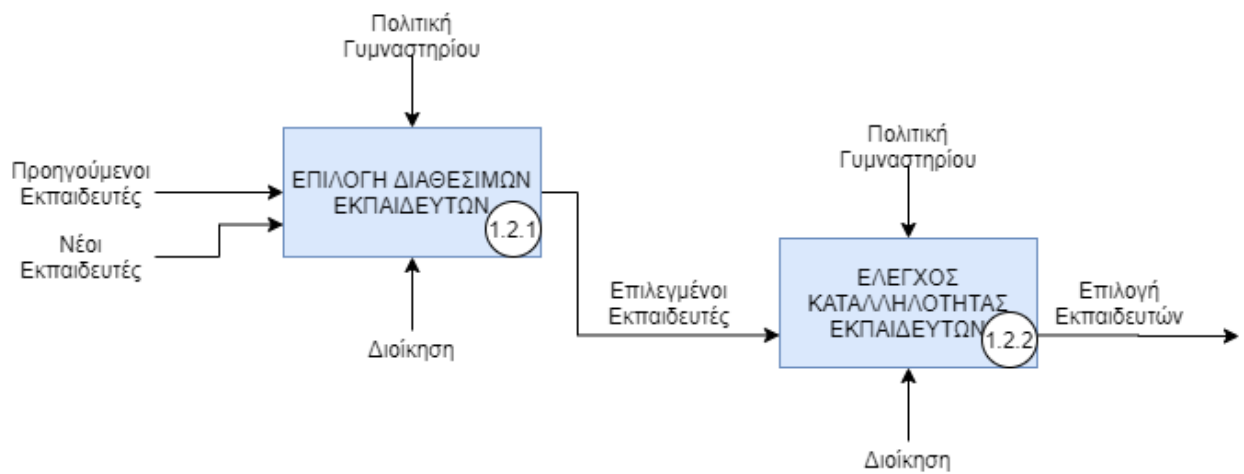 Πολιτική
Γυμναστηρίου
Προηγούμενοι
Εκπαιδευτές
Νέοι
Εκπαιδευτές
ΕΠΙΛΟΓΗ ΔΙΑΘΕΣΙΜΩΝ
ΕΚΠΑΙΔΕΥΤΩΝ
1.2.1
Διοίκηση
Επιλεγμένοι
Εκπαιδευτές
Πολιτική
Γυμναστηρίου
ΕΛΕΓΧΟΣ
ΚΑΤΑΛΛΗΛΟΤΗΤΑΣ
ΕΚΠΑΙΔΕΥΤΩΝ
1.2.2
Επιλογή
Εκπαιδευτών
Διοίκηση